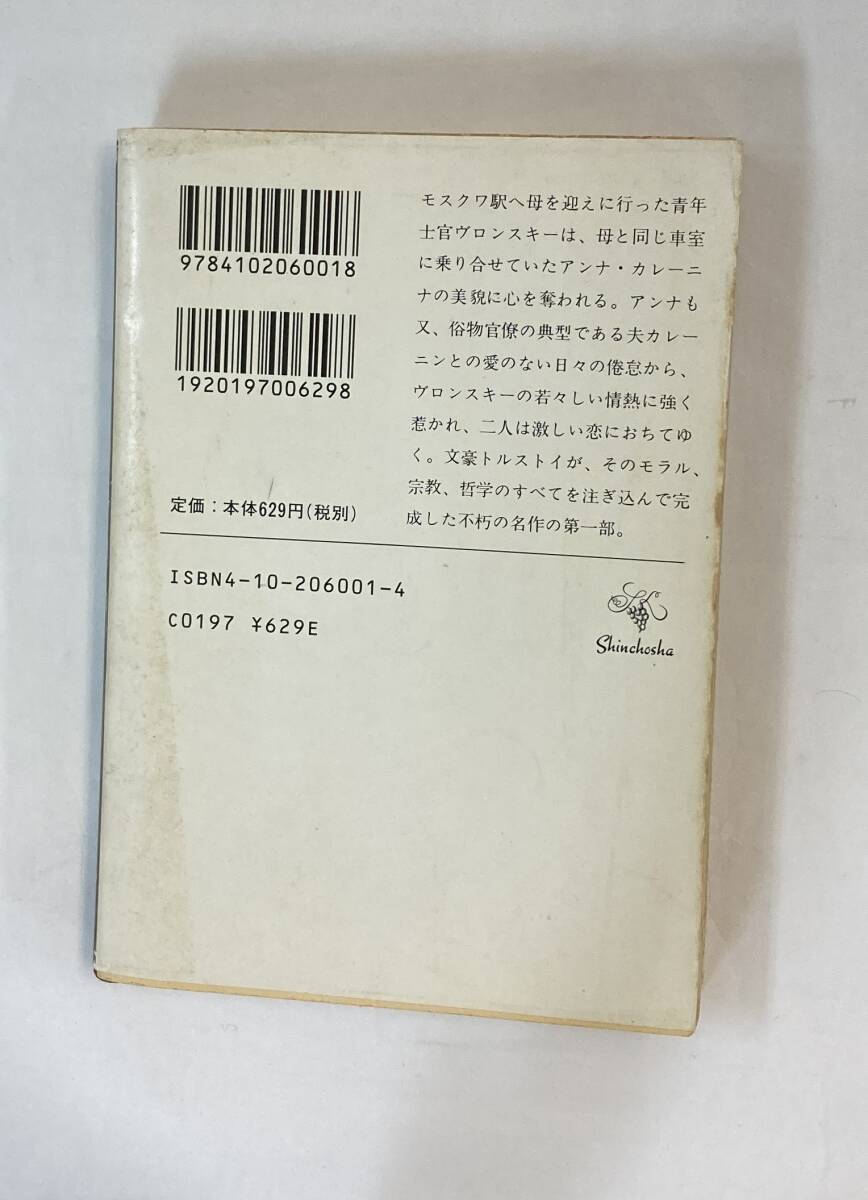 9784102060018
1920197006298
定価：本体629円(税別)
モスクワ駅へ母を迎えに行った青年
士官ヴロンスキーは、母と同じ車室
に乗り合せていたアンナ・カレーニ
ナの美貌に心を奪われる。アンナも
又、俗物官僚の典型である夫カレー
ニンとの愛のない日々の倦怠から、
ヴロンスキーの若々しい情熱に強く
惹かれ、二人は激しい恋におちてゆ
く。文豪トルストイが、そのモラル、
宗教、哲学のすべてを注ぎ込んで完
成した不朽の名作の第一部。
ISBN4-10-206001-4
C0197 ¥629E
SK
Shinchosha